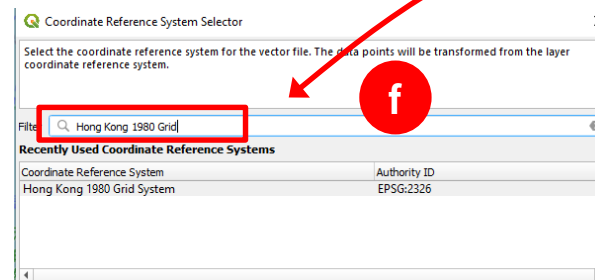 Coordinate Reference System Selector
Select the coordinate reference system for the vector file. The data points will be transformed from the layer
coordinate reference system.
f
Filte Hong Kong 1980 Grid
Recently Used Coordinate Reference Systems
Coordinate Reference System Authority ID
Hong Kong 1980 Grid System EPSG:2326